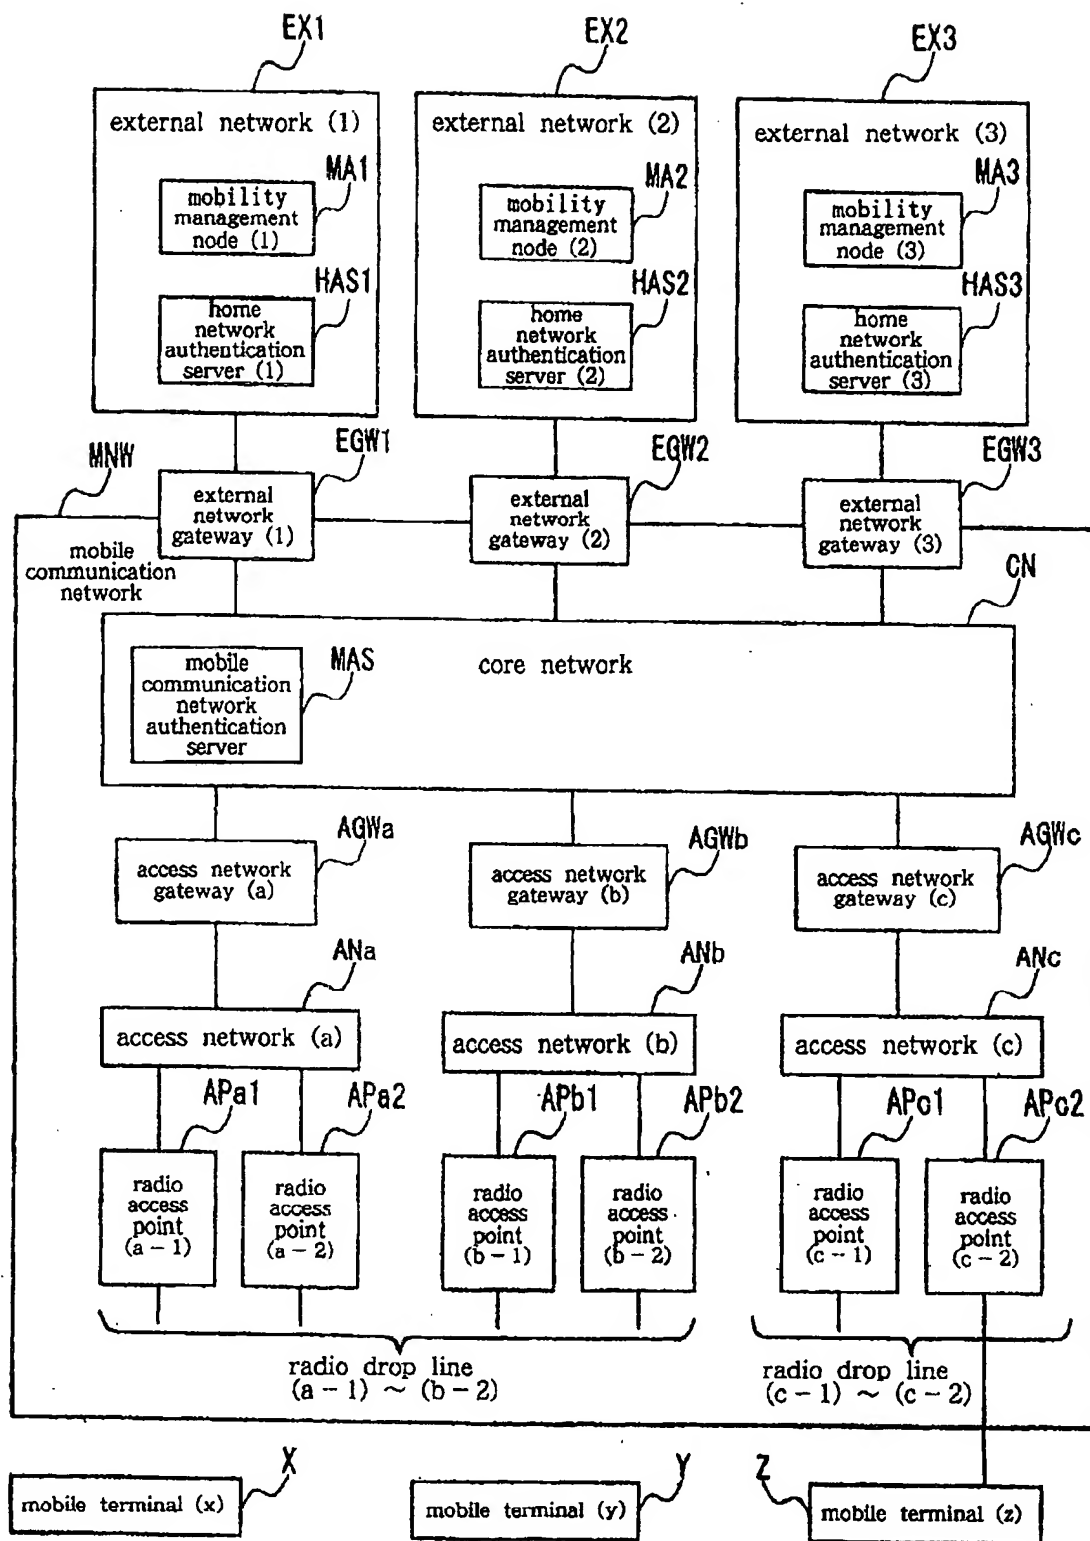 EX1
EX2
EX3
external network (1)
external network (2)
external network (3)
MA1
MA2
MA3
mobility
management
node (1)
mobility
management
node (2)
mobility
management
node (3)
HAS1
HAS2
HAS3
home
network
authentication
server (1)
home
network
authentication
server (2)
home
network
authentication
server (3)
MNW
EGW1
EGW2
EGW3
external
network
gateway (1)
external
network
gateway (2)
external
network
gateway (3)
mobile
communication
network
CN
mobile
communication
network
authentication
server
MAS
core network
AGWa
AGWb
AGWc
access network
gateway (a)
access network
gateway (b)
access network
gateway (c)
ANa
ANb
ANc
access network (a)
access network (b)
access network (c)
APa1
APa2
APb1
APb2
APc1
APc2
radio
access
point
(a-1)
radio
access
point
(a-2)
radio
access
point
(b-1)
radio
access
point
(b-2)
radio
access
point
(c-1)
radio
access
point
(c-2)
radio drop line
(a-1) ~ (b-2)
radio drop line
(c-1) ~ (c-2)
X
Y
Z
mobile terminal (x)
mobile terminal (y)
mobile terminal (z)